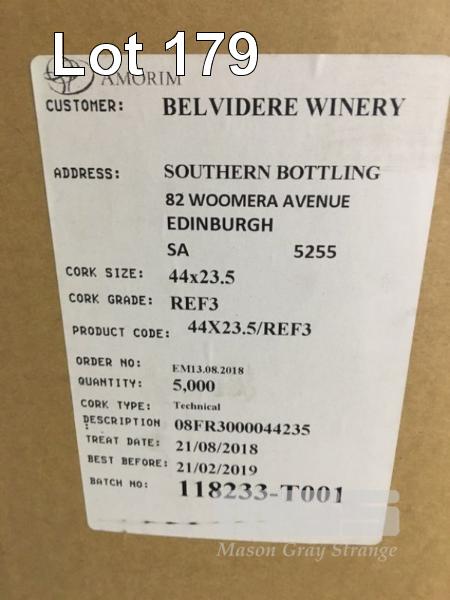 Lot 179
AMORIM
CUSTOMER: BELVIDERE WINERY
ADDRESS: SOUTHERN BOTTLING
82 WOOMERA AVENUE
EDINBURGH
SA 5255
CORK SIZE: 44x23.5
CORK GRADE: REF3
PRODUCT CODE: 44X23.5/REF3
ORDER NO: EM13.08.2018
QUANTITY: 5,000
CORK TYPE: Technical
DESCRIPTION : 08FR3000044235
TREAT DATE: 21/08/2018
BEST BEFORE: 21/02/2019
BATCH NO: 118233-T001
Mason Gray Strange